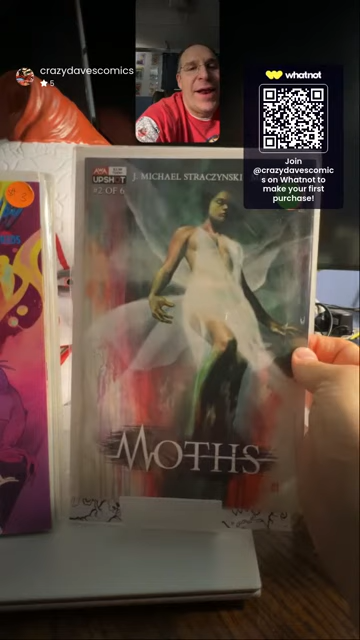 crazydavescomics
★5
whatnot
Join
@crazydavescomic
s on Whatnot to
make your first
purchase!
AWA
UPSHOT
J. MICHAEL STRACZYNSKI
#2 OF 6
MOTHS